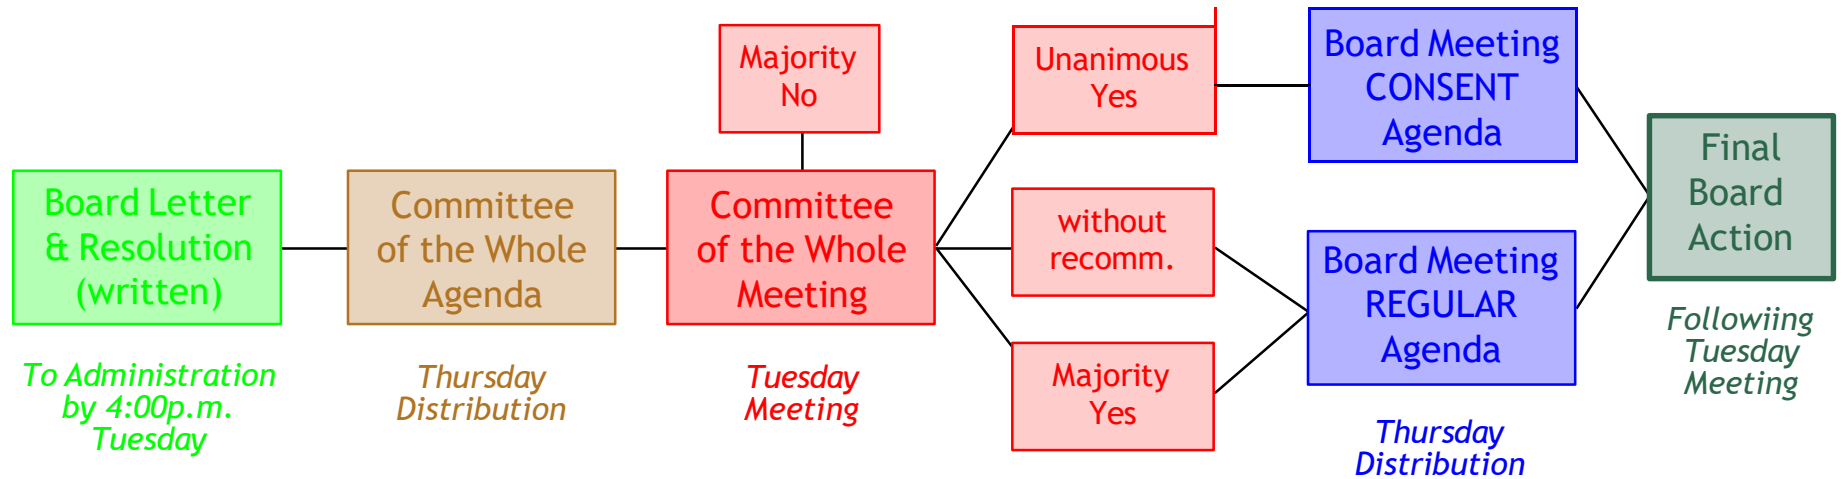 Board Letter
& Resolution
(written)
To Administration
by 4:00p.m.
Tuesday
Committee
of the Whole
Agenda
Thursday
Distribution
Majority
No
Committee
of the Whole
Meeting
Tuesday
Meeting
Unanimous
Yes
without
recomm.
Majority
Yes
Board Meeting
CONSENT
Agenda
Board Meeting
REGULAR
Agenda
Thursday
Distribution
Final
Board
Action
Followiing
Tuesday
Meeting